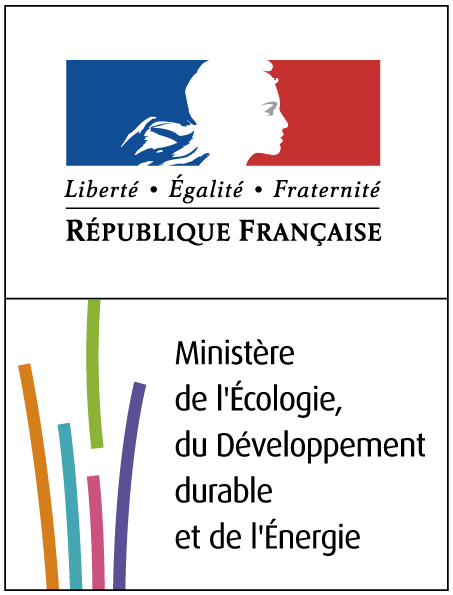 Liberté • Égalité • Fraternité
RÉPUBLIQUE FRANÇAISE
Ministère
de l'Écologie,
du Développement
durable
et de l'Énergie